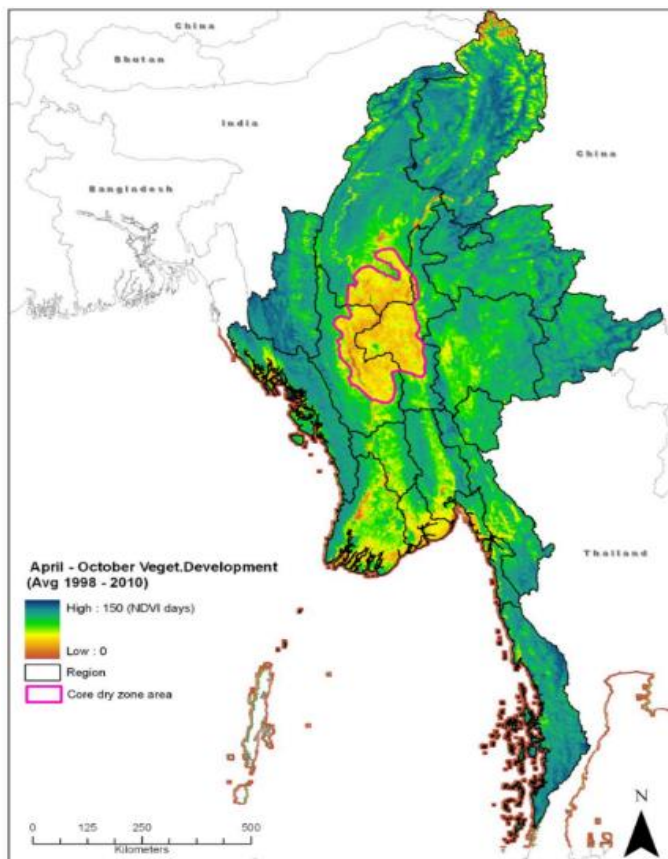 China
Bhutan
India
China
Bangladesh
Thailand
April - October Veget.Development
(Avg 1998 - 2010)
High : 150 (NDVI days)
Low : 0
Region
Core dry zone area
N
0 125 250 500
Kilometers